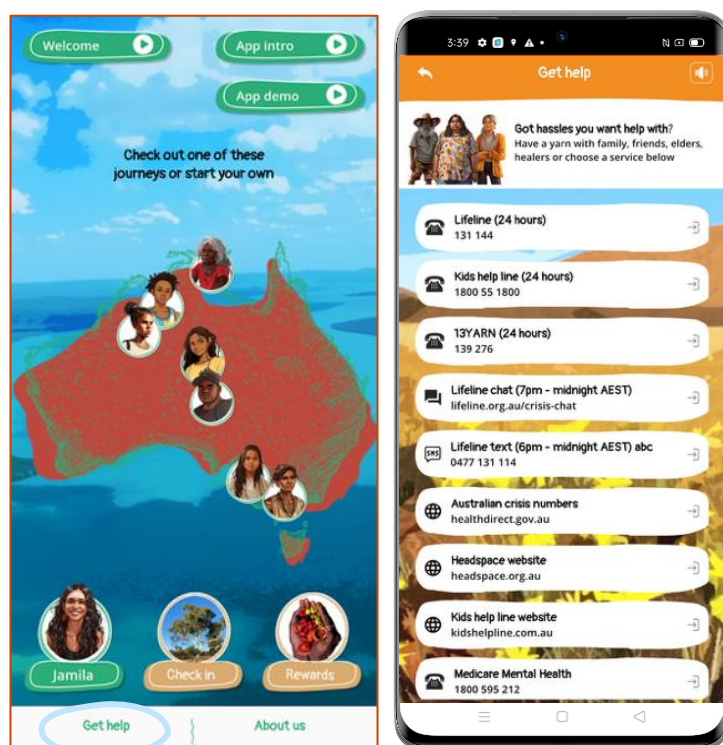 Welcome
App intro
App demo
Check out one of these
journeys or start your own
Jamila
Check in
Rewards
Get help
About us
3:39
Get help
Got hassles you want help with?
Have a yarn with family, friends, elders,
healers or choose a service below
Lifeline (24 hours)
131 144
Kids help line (24 hours)
1800 55 1800
13YARN (24 hours)
139 276
Lifeline chat (7pm - midnight AEST)
lifeline.org.au/crisis-chat
SMS
Lifeline text (6pm - midnight AEST) abc
0477 131 114
Australian crisis numbers
healthdirect.gov.au
Headspace website
headspace.org.au
Kids help line website
kidshelpline.com.au
Medicare Mental Health
1800 595 212